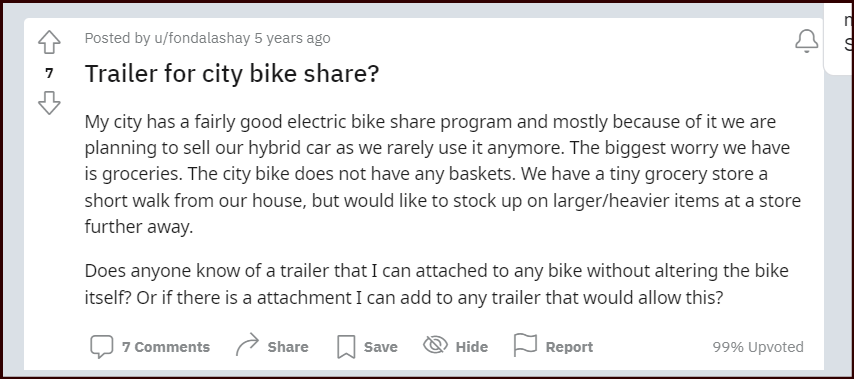 Posted by u/fondalashay 5 years ago
7
Trailer for city bike share?
My city has a fairly good electric bike share program and mostly because of it we are
planning to sell our hybrid car as we rarely use it anymore. The biggest worry we have
is groceries. The city bike does not have any baskets. We have a tiny grocery store a
short walk from our house, but would like to stock up on larger/heavier items at a store
further away.
Does anyone know of a trailer that I can attached to any bike without altering the bike
itself? Or if there is a attachment I can add to any trailer that would allow this?
7 Comments Share Save Hide Report 99% Upvoted